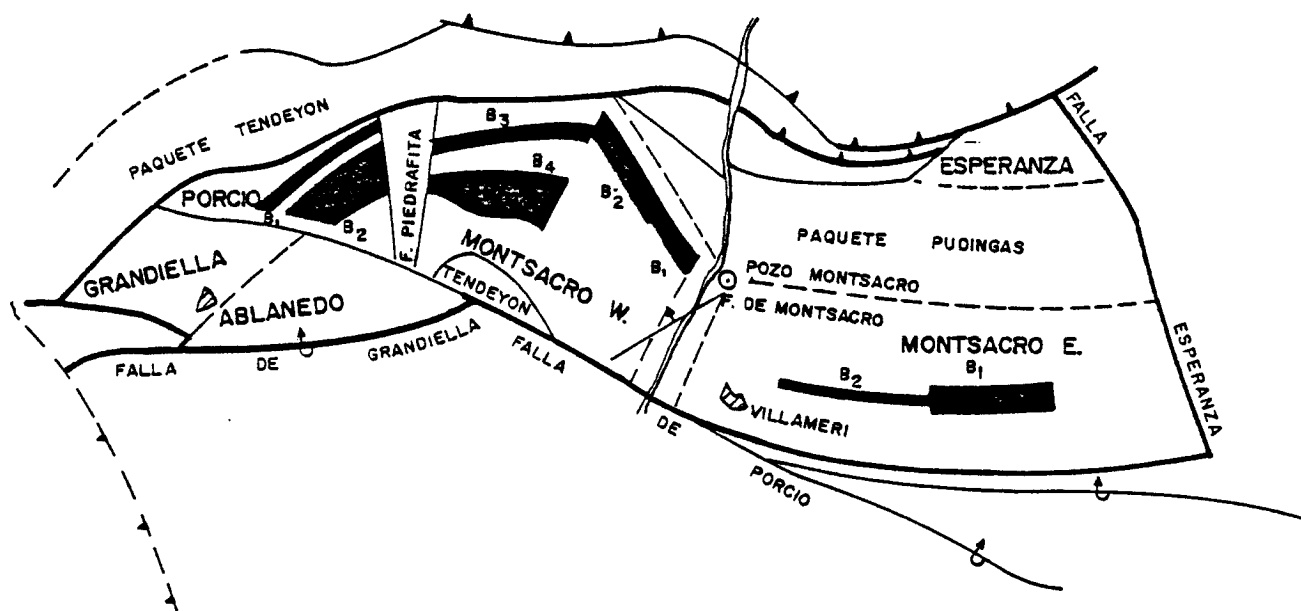 PAQUETE TENDEYON
FALLA ESPERANZA
B3
ESPERANZA
B4
PORCIO
F. PIEDRAFITA
B1
B2
B2
PAQUETE PUDINGAS
MONTSACRO W.
GRANDIELLA
TENDEYON
B1
POZO MONTSACRO
ABLANEDO
F. DE MONTSACRO
MONTSACRO E.
FALLA DE GRANDIELLA
B2
B1
VILLAMERI
FALLA DE PORCIO